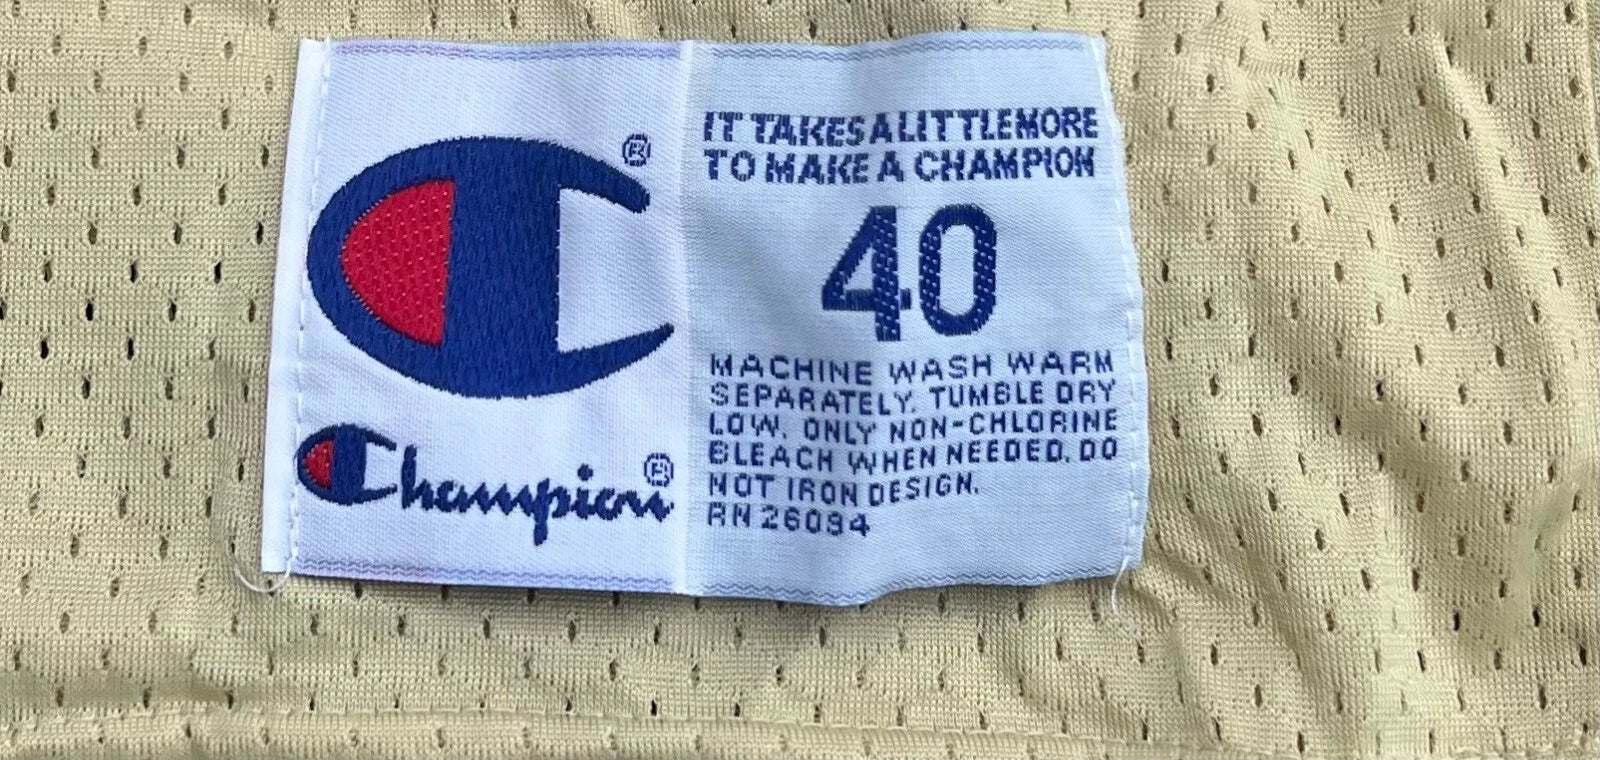 ®
Champion®
IT TAKES A LITTLE MORE
TO MAKE A CHAMPION
40
MACHINE WASH WARM
SEPARATELY. TUMBLE DRY
LOW. ONLY NON-CHLORINE
BLEACH WHEN NEEDED. DO
NOT IRON DESIGN.
RN 26094